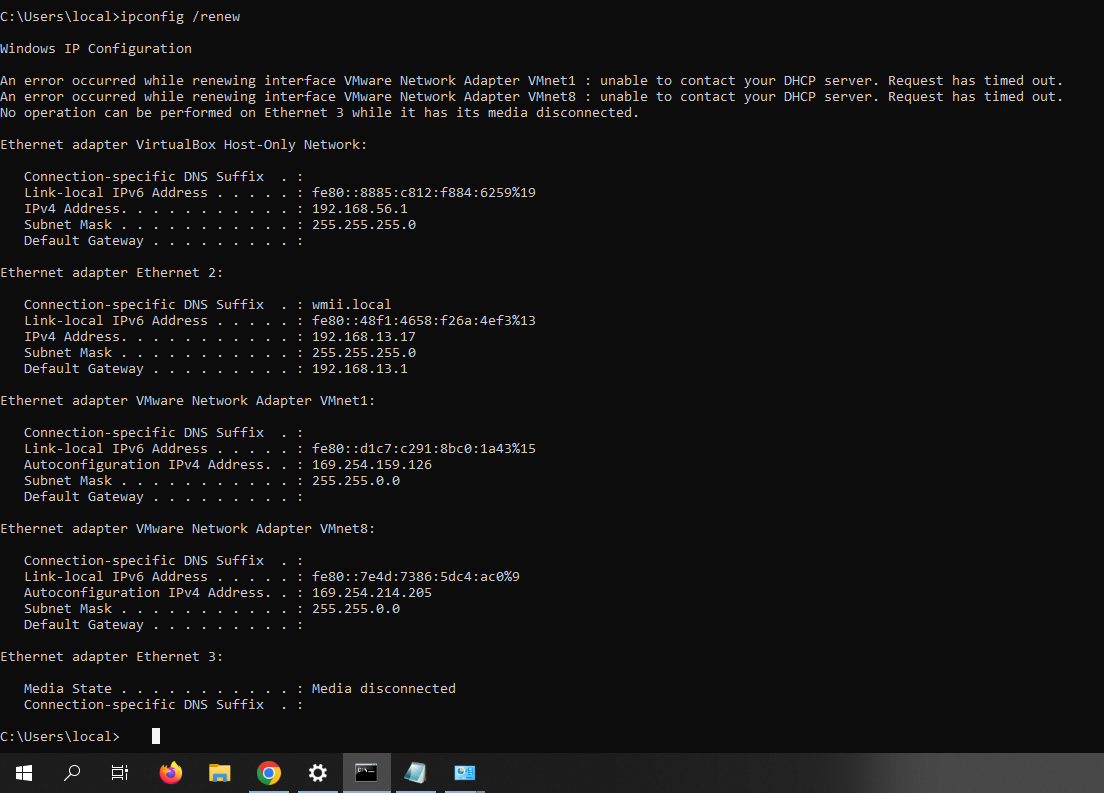 C:\Users\local>ipconfig /renew
Windows IP Configuration
An error occurred while renewing interface VMware Network Adapter VMnet1 : unable to contact your DHCP server. Request has timed out.
An error occurred while renewing interface VMware Network Adapter VMnet8 : unable to contact your DHCP server. Request has timed out.
No operation can be performed on Ethernet 3 while it has its media disconnected.
Ethernet adapter VirtualBox Host-Only Network:
   Connection-specific DNS Suffix  . :
   Link-local IPv6 Address . . . . . : fe80::8885:c812:f884:6259%19
   IPv4 Address. . . . . . . . . . . : 192.168.56.1
   Subnet Mask . . . . . . . . . . . : 255.255.255.0
   Default Gateway . . . . . . . . . :
Ethernet adapter Ethernet 2:
   Connection-specific DNS Suffix  . : wmii.local
   Link-local IPv6 Address . . . . . : fe80::48f1:4658:f26a:4ef3%13
   IPv4 Address. . . . . . . . . . . : 192.168.13.17
   Subnet Mask . . . . . . . . . . . : 255.255.255.0
   Default Gateway . . . . . . . . . : 192.168.13.1
Ethernet adapter VMware Network Adapter VMnet1:
   Connection-specific DNS Suffix  . :
   Link-local IPv6 Address . . . . . : fe80::d1c7:c291:8bc0:1a43%15
   Autoconfiguration IPv4 Address. . : 169.254.159.126
   Subnet Mask . . . . . . . . . . . : 255.255.0.0
   Default Gateway . . . . . . . . . :
Ethernet adapter VMware Network Adapter VMnet8:
   Connection-specific DNS Suffix  . :
   Link-local IPv6 Address . . . . . : fe80::7e4d:7386:5dc4:ac0%9
   Autoconfiguration IPv4 Address. . : 169.254.214.205
   Subnet Mask . . . . . . . . . . . : 255.255.0.0
   Default Gateway . . . . . . . . . :
Ethernet adapter Ethernet 3:
   Media State . . . . . . . . . . . : Media disconnected
   Connection-specific DNS Suffix  . :
C:\Users\local>